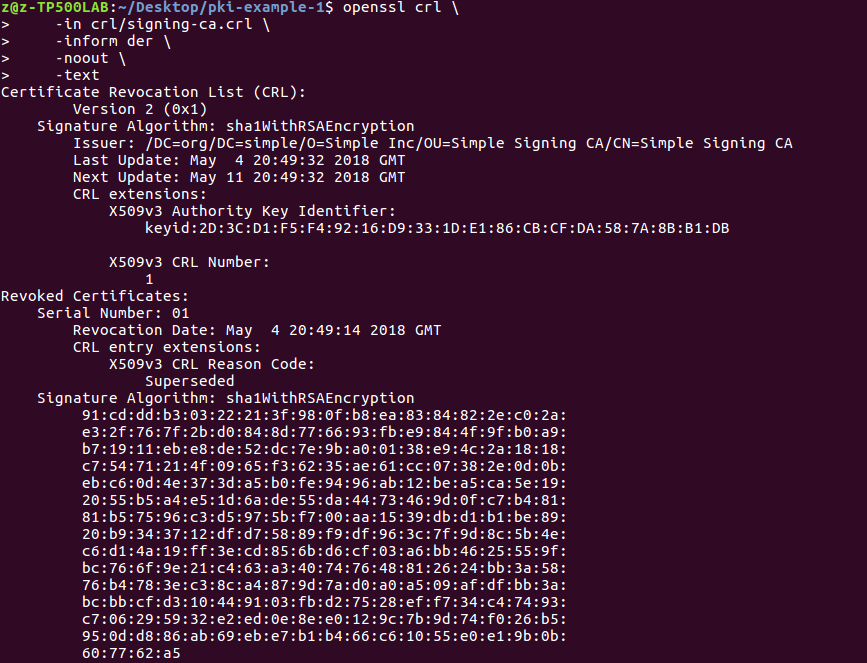 z@z-TP500LAB:~/Desktop/pki-example-1$ openssl crl \
>     -in crl/signing-ca.crl \
>     -inform der \
>     -noout \
>     -text
Certificate Revocation List (CRL):
        Version 2 (0x1)
    Signature Algorithm: sha1WithRSAEncryption
        Issuer: /DC=org/DC=simple/O=Simple Inc/OU=Simple Signing CA/CN=Simple Signing CA
        Last Update: May  4 20:49:32 2018 GMT
        Next Update: May 11 20:49:32 2018 GMT
        CRL extensions:
            X509v3 Authority Key Identifier:
                keyid:2D:3C:D1:F5:F4:92:16:D9:33:1D:E1:86:CB:CF:DA:58:7A:8B:B1:DB
            X509v3 CRL Number:
                1
Revoked Certificates:
    Serial Number: 01
        Revocation Date: May  4 20:49:14 2018 GMT
        CRL entry extensions:
            X509v3 CRL Reason Code:
                Superseded
    Signature Algorithm: sha1WithRSAEncryption
         91:cd:dd:b3:03:22:21:3f:98:0f:b8:ea:83:84:82:2e:c0:2a:
         e3:2f:76:7f:2b:d0:84:8d:77:66:93:fb:e9:84:4f:9f:b0:a9:
         b7:19:11:eb:e8:de:52:dc:7e:9b:a0:01:38:e9:4c:2a:18:18:
         c7:54:71:21:4f:09:65:f3:62:35:ae:61:cc:07:38:2e:0d:0b:
         eb:c6:0d:4e:37:3d:a5:b0:fe:94:96:ab:12:be:a5:ca:5e:19:
         20:55:b5:a4:e5:1d:6a:de:55:da:44:73:46:9d:0f:c7:b4:81:
         81:b5:75:96:c3:d5:97:5b:f7:00:aa:15:39:db:d1:b1:be:89:
         20:b9:34:37:12:df:d7:58:89:f9:df:96:3c:7f:9d:8c:5b:4e:
         c6:d1:4a:19:ff:3e:cd:85:6b:d6:cf:03:a6:bb:46:25:55:9f:
         bc:76:6f:9e:21:c4:63:a3:40:74:76:48:81:26:24:bb:3a:58:
         76:b4:78:3e:c3:8c:a4:87:9d:7a:d0:a0:a5:09:af:df:bb:3a:
         bc:bb:cf:d3:10:44:91:03:fb:d2:75:28:ef:f7:34:c4:74:93:
         c7:06:29:59:32:e2:ed:0e:8e:e0:12:9c:7b:9d:74:f0:26:b5:
         95:0d:d8:86:ab:69:eb:e7:b1:b4:66:c6:10:55:e0:e1:9b:0b:
         60:77:62:a5